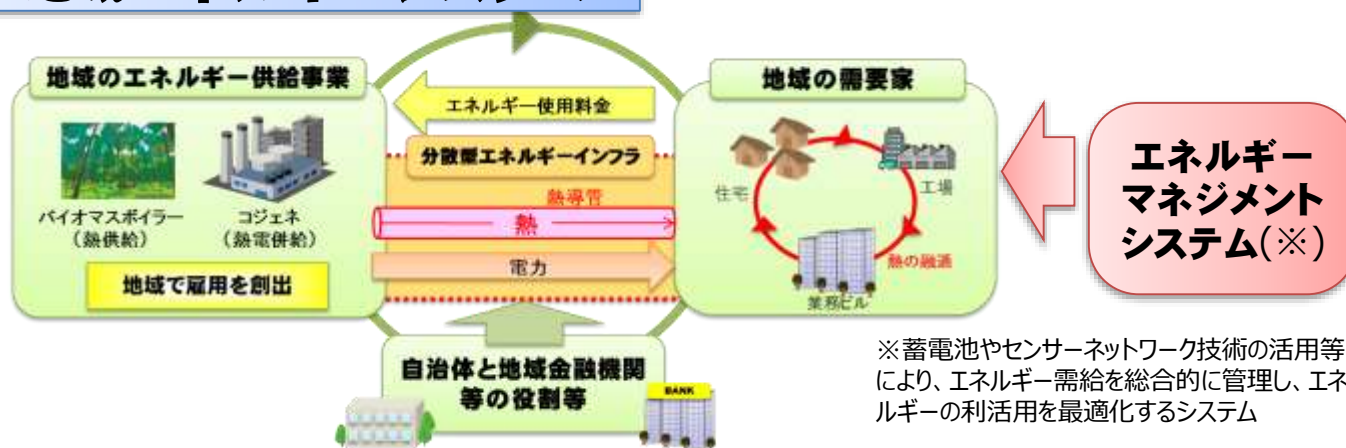 地域のエネルギー供給事業
バイオマスボイラー
（熱供給）
コジェネ
（熱電併給）
地域で雇用を創出
エネルギー使用料金
分散型エネルギーインフラ
熱導管
熱
電力
地域の需要家
住宅
工場
熱の融通
業務ビル
エネルギー
マネジメント
システム(※)
自治体と地域金融機関
等の役割等
BANK
※蓄電池やセンサーネットワーク技術の活用等
により、エネルギー需給を総合的に管理し、エネ
ルギーの利活用を最適化するシステム